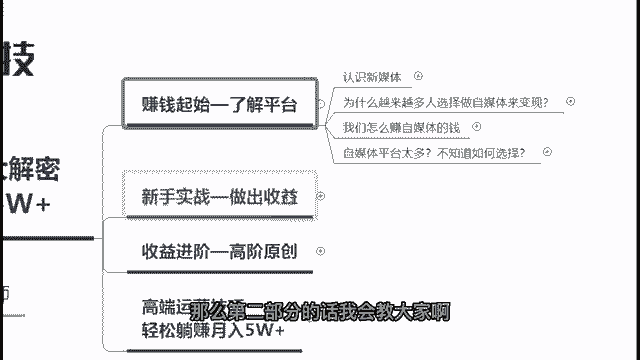 技
赚钱起始—了解平台
认识新媒体
为什么越来越多人选择做自媒体来变现？
我们怎么赚自媒体的钱
自媒体平台太多？不知道如何选择？
解密
W+
新手实战—做出收益
收益进阶—高阶原创
高端运营
轻松躺赚月入5W+
那么第二部分的话我会教大家啊